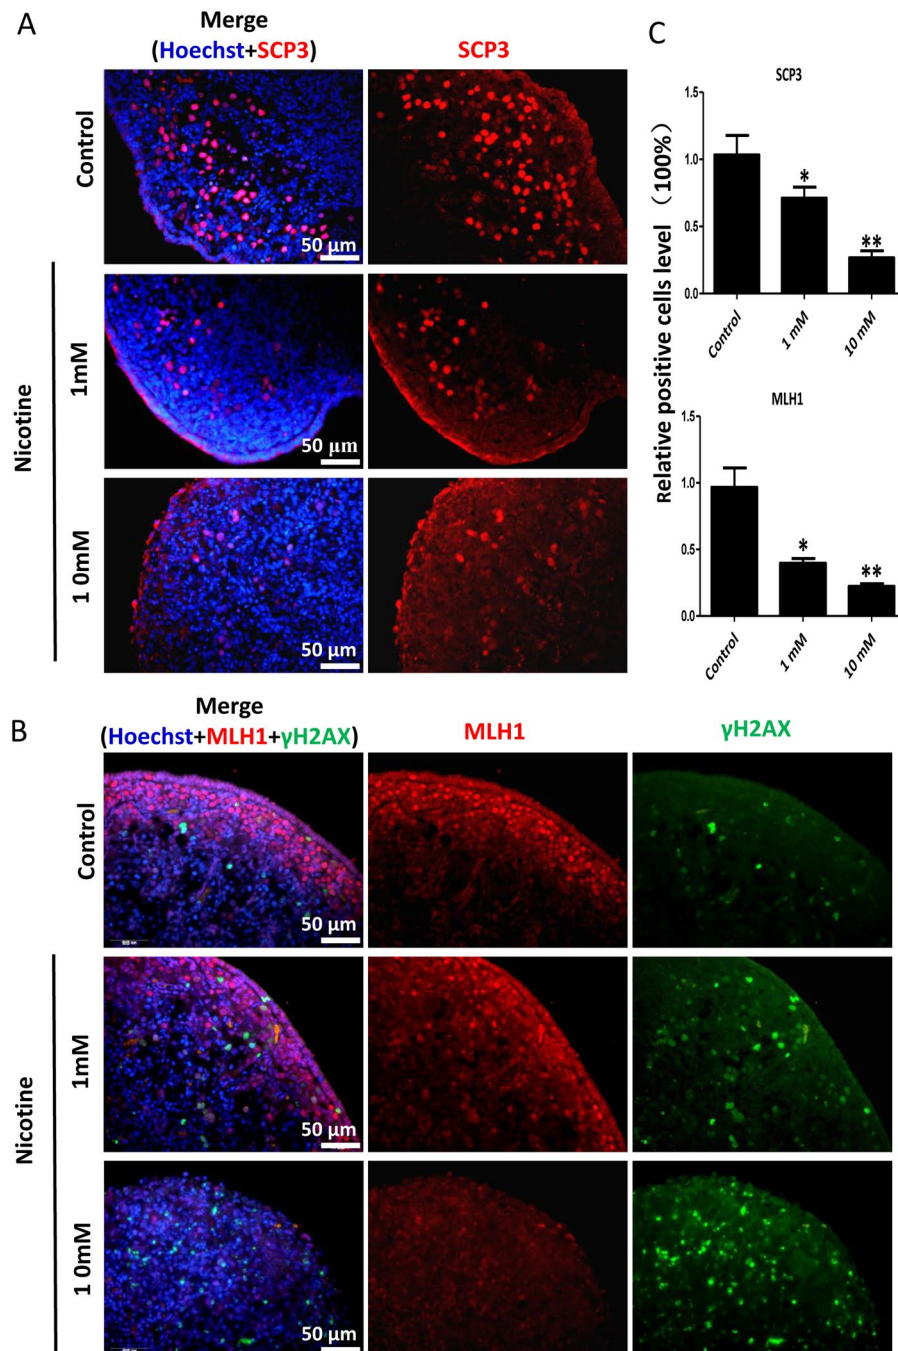 A
Merge
(Hoechst+SCP3)
SCP3
Control
50 μm
Nicotine
1mM
50 μm
1 0mM
50 μm
C
Relative positive cells level (100%)
SCP3
1.5
1.0
0.5
0.0
*
**
Control
1 mM
10 mM
MLH1
1.5
1.0
0.5
0.0
*
**
Control
1 mM
10 mM
B
Merge
(Hoechst+MLH1+γH2AX)
MLH1
γH2AX
Control
50 μm
Nicotine
1mM
50 μm
1 0mM
50 μm